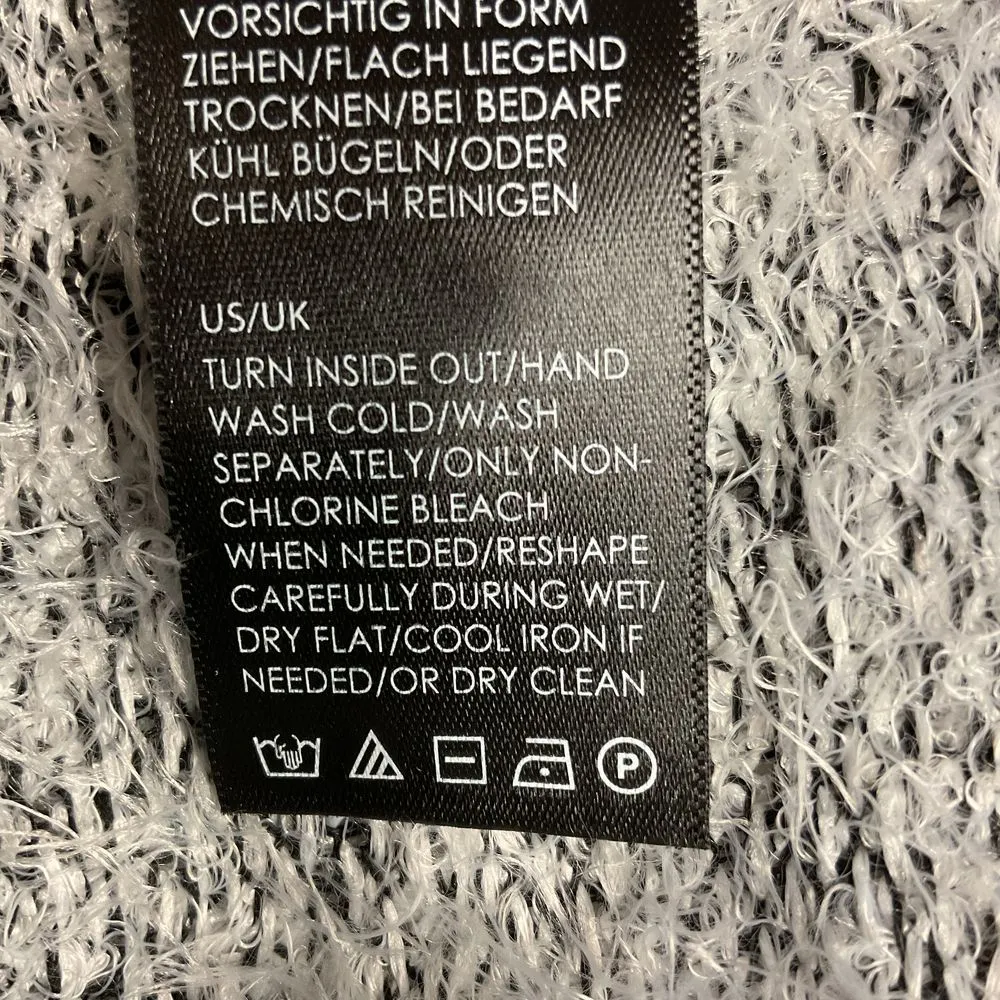 VORSICHTIG IN FORM
ZIEHEN/FLACH LIEGEND
TROCKNEN/BEI BEDARF
KÜHL BÜGELN/ODER
CHEMISCH REINIGEN
US/UK
TURN INSIDE OUT/HAND
WASH COLD/WASH
SEPARATELY/ONLY NON-
CHLORINE BLEACH
WHEN NEEDED/RESHAPE
CAREFULLY DURING WET/
DRY FLAT/COOL IRON IF
NEEDED/OR DRY CLEAN
P